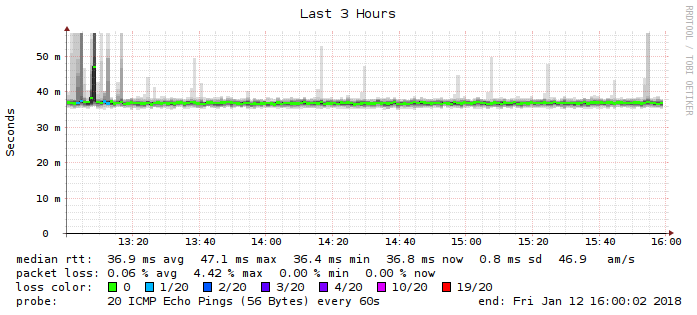 Last 3 Hours
RRDTOOL / TOBI OETIKER
Seconds
50 m
40 m
30 m
20 m
10 m
0
13:20 13:40 14:00 14:20 14:40 15:00 15:20 15:40 16:00
median rtt: 36.9 ms avg 47.1 ms max 36.4 ms min 36.8 ms now 0.8 ms sd 46.9 am/s
packet loss: 0.06 % avg 4.42 % max 0.00 % min 0.00 % now
loss color: 0 1/20 2/20 3/20 4/20 10/20 19/20
probe: 20 ICMP Echo Pings (56 Bytes) every 60s end: Fri Jan 12 16:00:02 2018